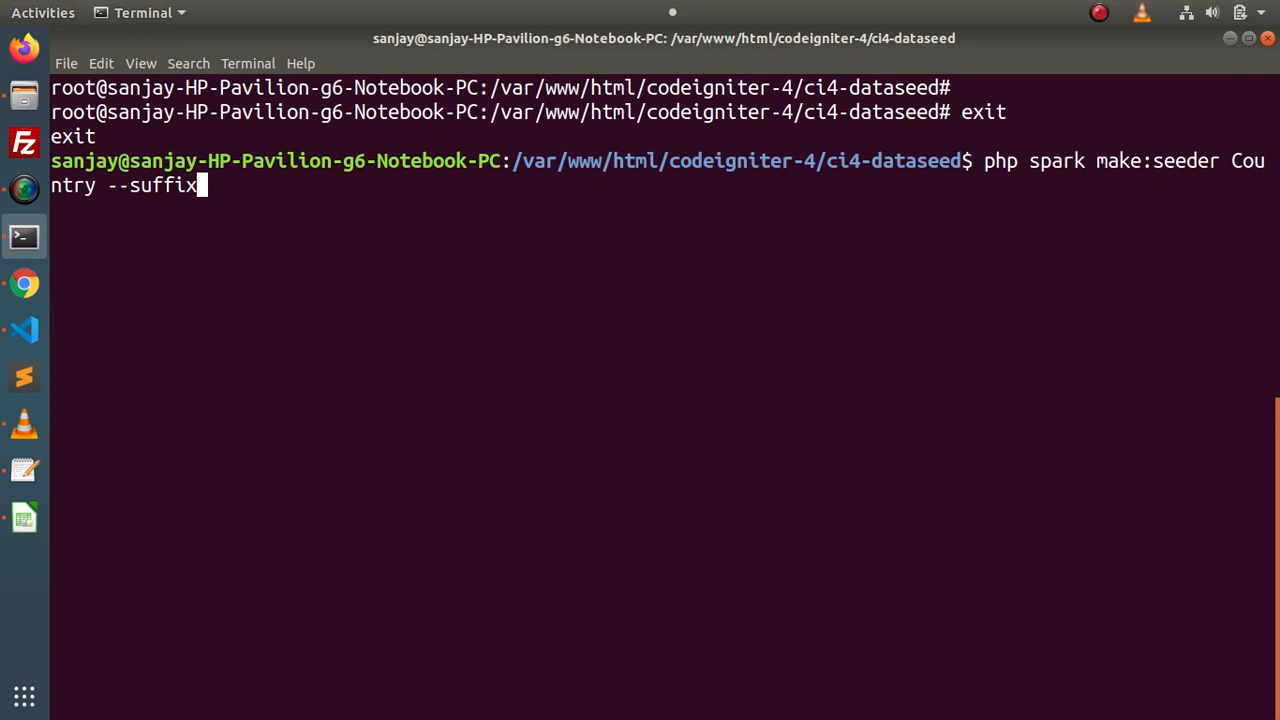 Activities Terminal
sanjay@sanjay-HP-Pavilion-g6-Notebook-PC: /var/www/html/codeigniter-4/ci4-dataseed
File Edit View Search Terminal Help
root@sanjay-HP-Pavilion-g6-Notebook-PC:/var/www/html/codeigniter-4/ci4-dataseed#
root@sanjay-HP-Pavilion-g6-Notebook-PC:/var/www/html/codeigniter-4/ci4-dataseed# exit
exit
sanjay@sanjay-HP-Pavilion-g6-Notebook-PC:/var/www/html/codeigniter-4/ci4-dataseed$ php spark make:seeder Cou
ntry --suffix